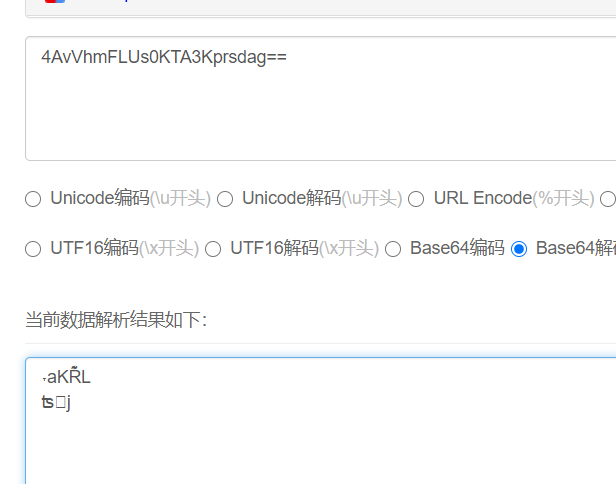 4AvVhmFLUs0KTA3Kprsdag==
Unicode编码(\u开头) Unicode解码(\u开头) URL Encode(%开头)
UTF16编码(\x开头) UTF16解码(\x开头) Base64编码 Base64解
当前数据解析结果如下：